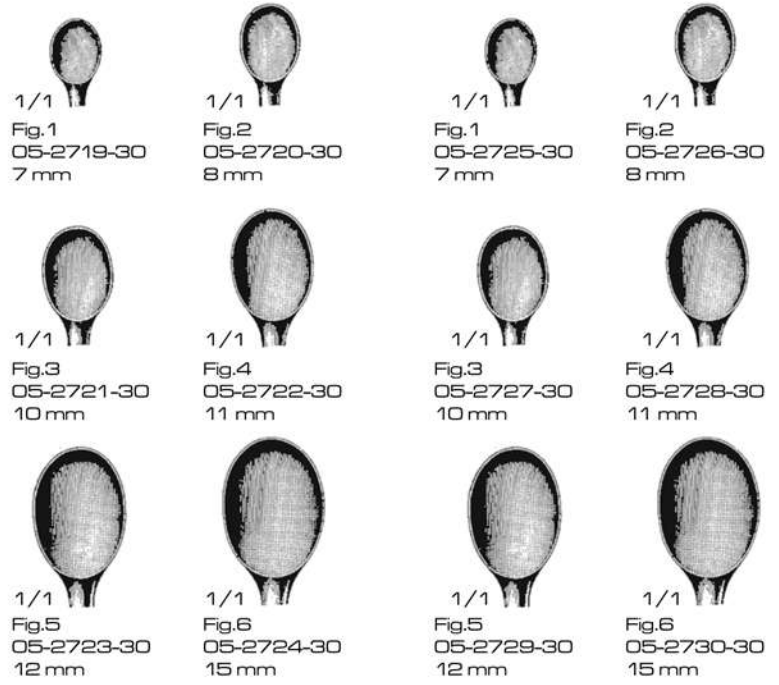 1/1
Fig.1
05-2719-30
7 mm
1/1
Fig.2
05-2720-30
8 mm
1/1
Fig.1
05-2725-30
7 mm
1/1
Fig.2
05-2726-30
8 mm
1/1
Fig.3
05-2721-30
10 mm
1/1
Fig.4
05-2722-30
11 mm
1/1
Fig.3
05-2727-30
10 mm
1/1
Fig.4
05-2728-30
11 mm
1/1
Fig.5
05-2723-30
12 mm
1/1
Fig.6
05-2724-30
15 mm
1/1
Fig.5
05-2729-30
12 mm
1/1
Fig.6
05-2730-30
15 mm